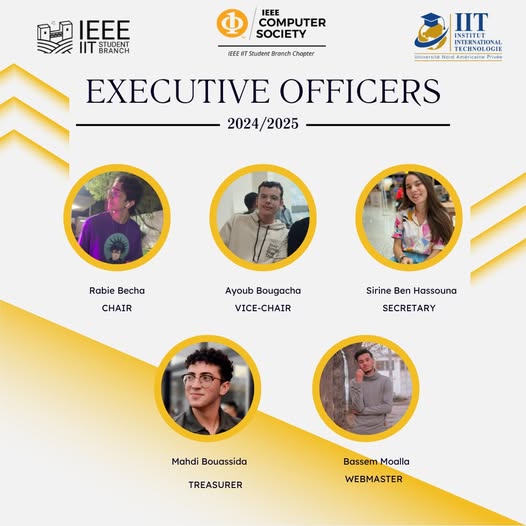 IEEE
IIT STUDENT
BRANCH
IEEE
COMPUTER
SOCIETY
IEEE IIT Student Branch Chapter
IIT
INSTITUT
INTERNATIONAL
TECHNOLOGIE
Université Nord Américaine Privée
EXECUTIVE OFFICERS
2024/2025
Rabie Becha
CHAIR
Ayoub Bougacha
VICE-CHAIR
Sirine Ben Hassouna
SECRETARY
Mahdi Bouassida
TREASURER
Bassem Moalla
WEBMASTER